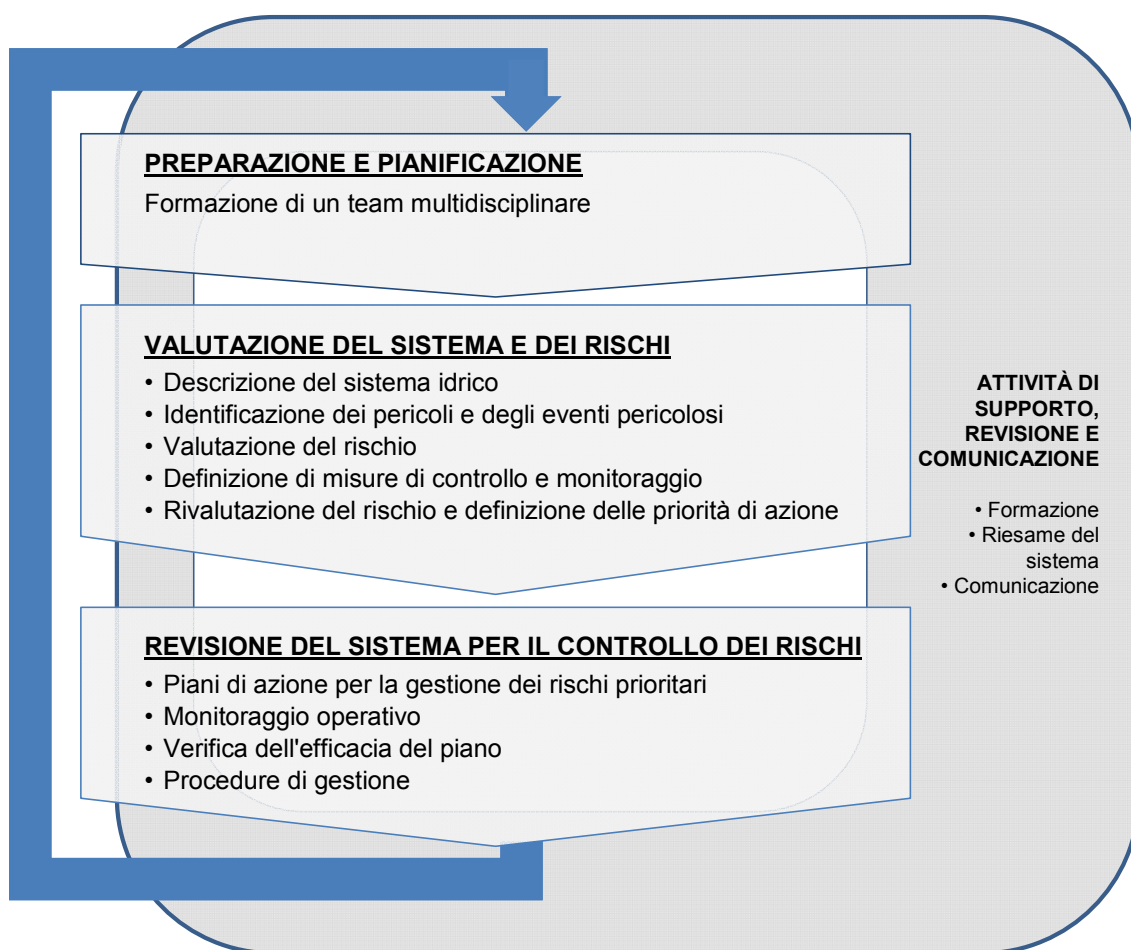 PREPARAZIONE E PIANIFICAZIONE
Formazione di un team multidisciplinare
VALUTAZIONE DEL SISTEMA E DEI RISCHI
• Descrizione del sistema idrico
• Identificazione dei pericoli e degli eventi pericolosi
• Valutazione del rischio
• Definizione di misure di controllo e monitoraggio
• Rivalutazione del rischio e definizione delle priorità di azione
REVISIONE DEL SISTEMA PER IL CONTROLLO DEI RISCHI
• Piani di azione per la gestione dei rischi prioritari
• Monitoraggio operativo
• Verifica dell'efficacia del piano
• Procedure di gestione
ATTIVITÀ DI
SUPPORTO,
REVISIONE E
COMUNICAZIONE
• Formazione
• Riesame del
sistema
• Comunicazione